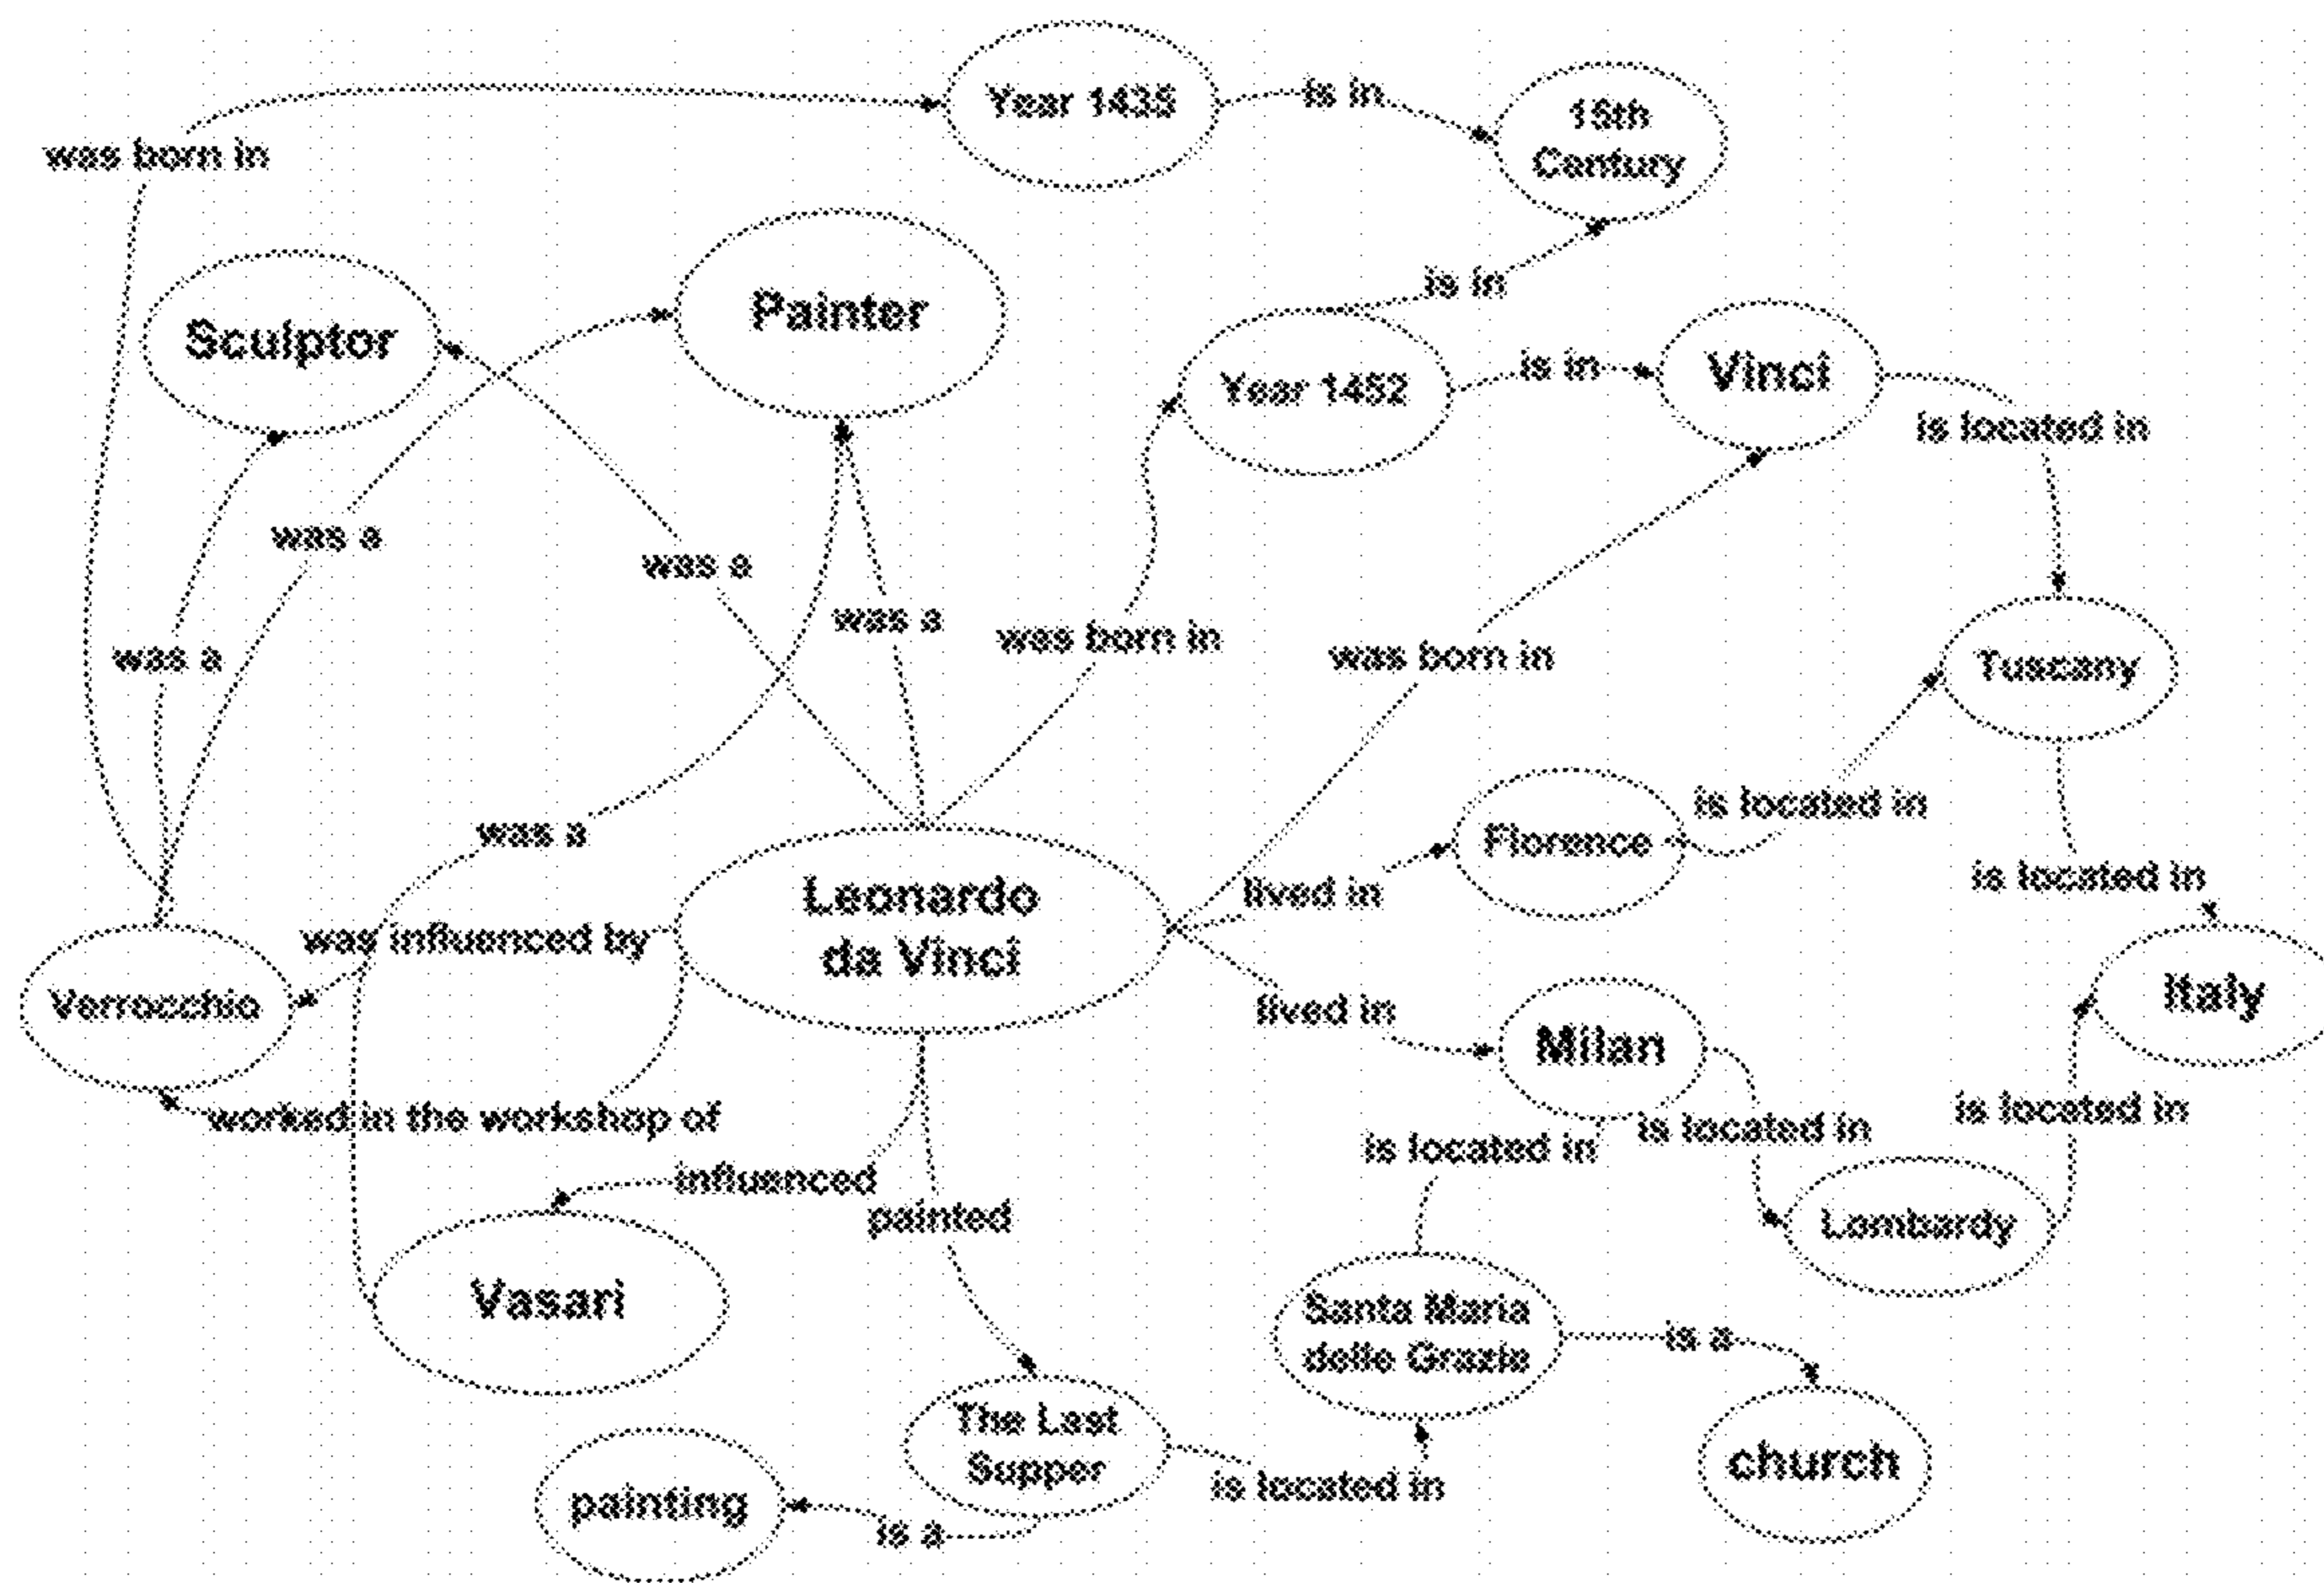 Year 1435
is in
15th
Century
was born in
Sculptor
Painter
is in
Year 1452
is in
Vinci
is located in
was a
was a
was a
was born in
was born in
was a
Tuscany
was a
Florence
is located in
is located in
Leonardo
da Vinci
lived in
was influenced by
Verrocchio
lived in
Milan
Italy
worked in the workshop of
is located in
is located in
is located in
influenced
painted
Lombardy
Vasari
Santa Maria
delle Grazie
is a
The Last
Supper
is located in
church
painting
is a